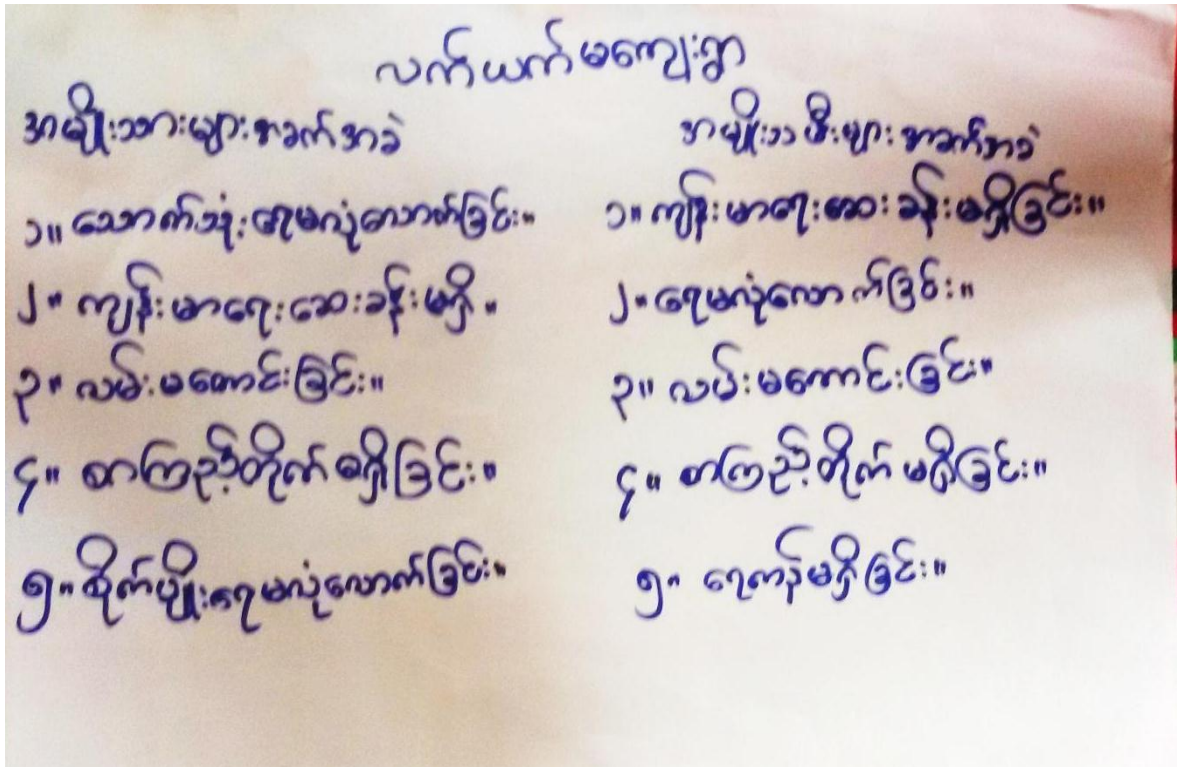 လက်ယက်မကျေးရွာ
အမျိုးသားများအခက်အခဲ
၁။ သောက်သုံးရေမလုံလောက်ခြင်း။
၂။ ကျန်းမာရေးဆေးခန်းမရှိ။
၃။ လမ်းမကောင်းခြင်း။
၄။ စာကြည့်တိုက်မရှိခြင်း။
၅။ စိုက်ပျိုးရေမလုံလောက်ခြင်း။
အမျိုးသမီးများအခက်အခဲ
၁။ ကျန်းမာရေးဆေးခန်းမရှိခြင်း။
၂။ ရေမလုံလောက်ခြင်း။
၃။ လမ်းမကောင်းခြင်း။
၄။ စာကြည့်တိုက်မရှိခြင်း။
၅။ ရေကန်မရှိခြင်း။